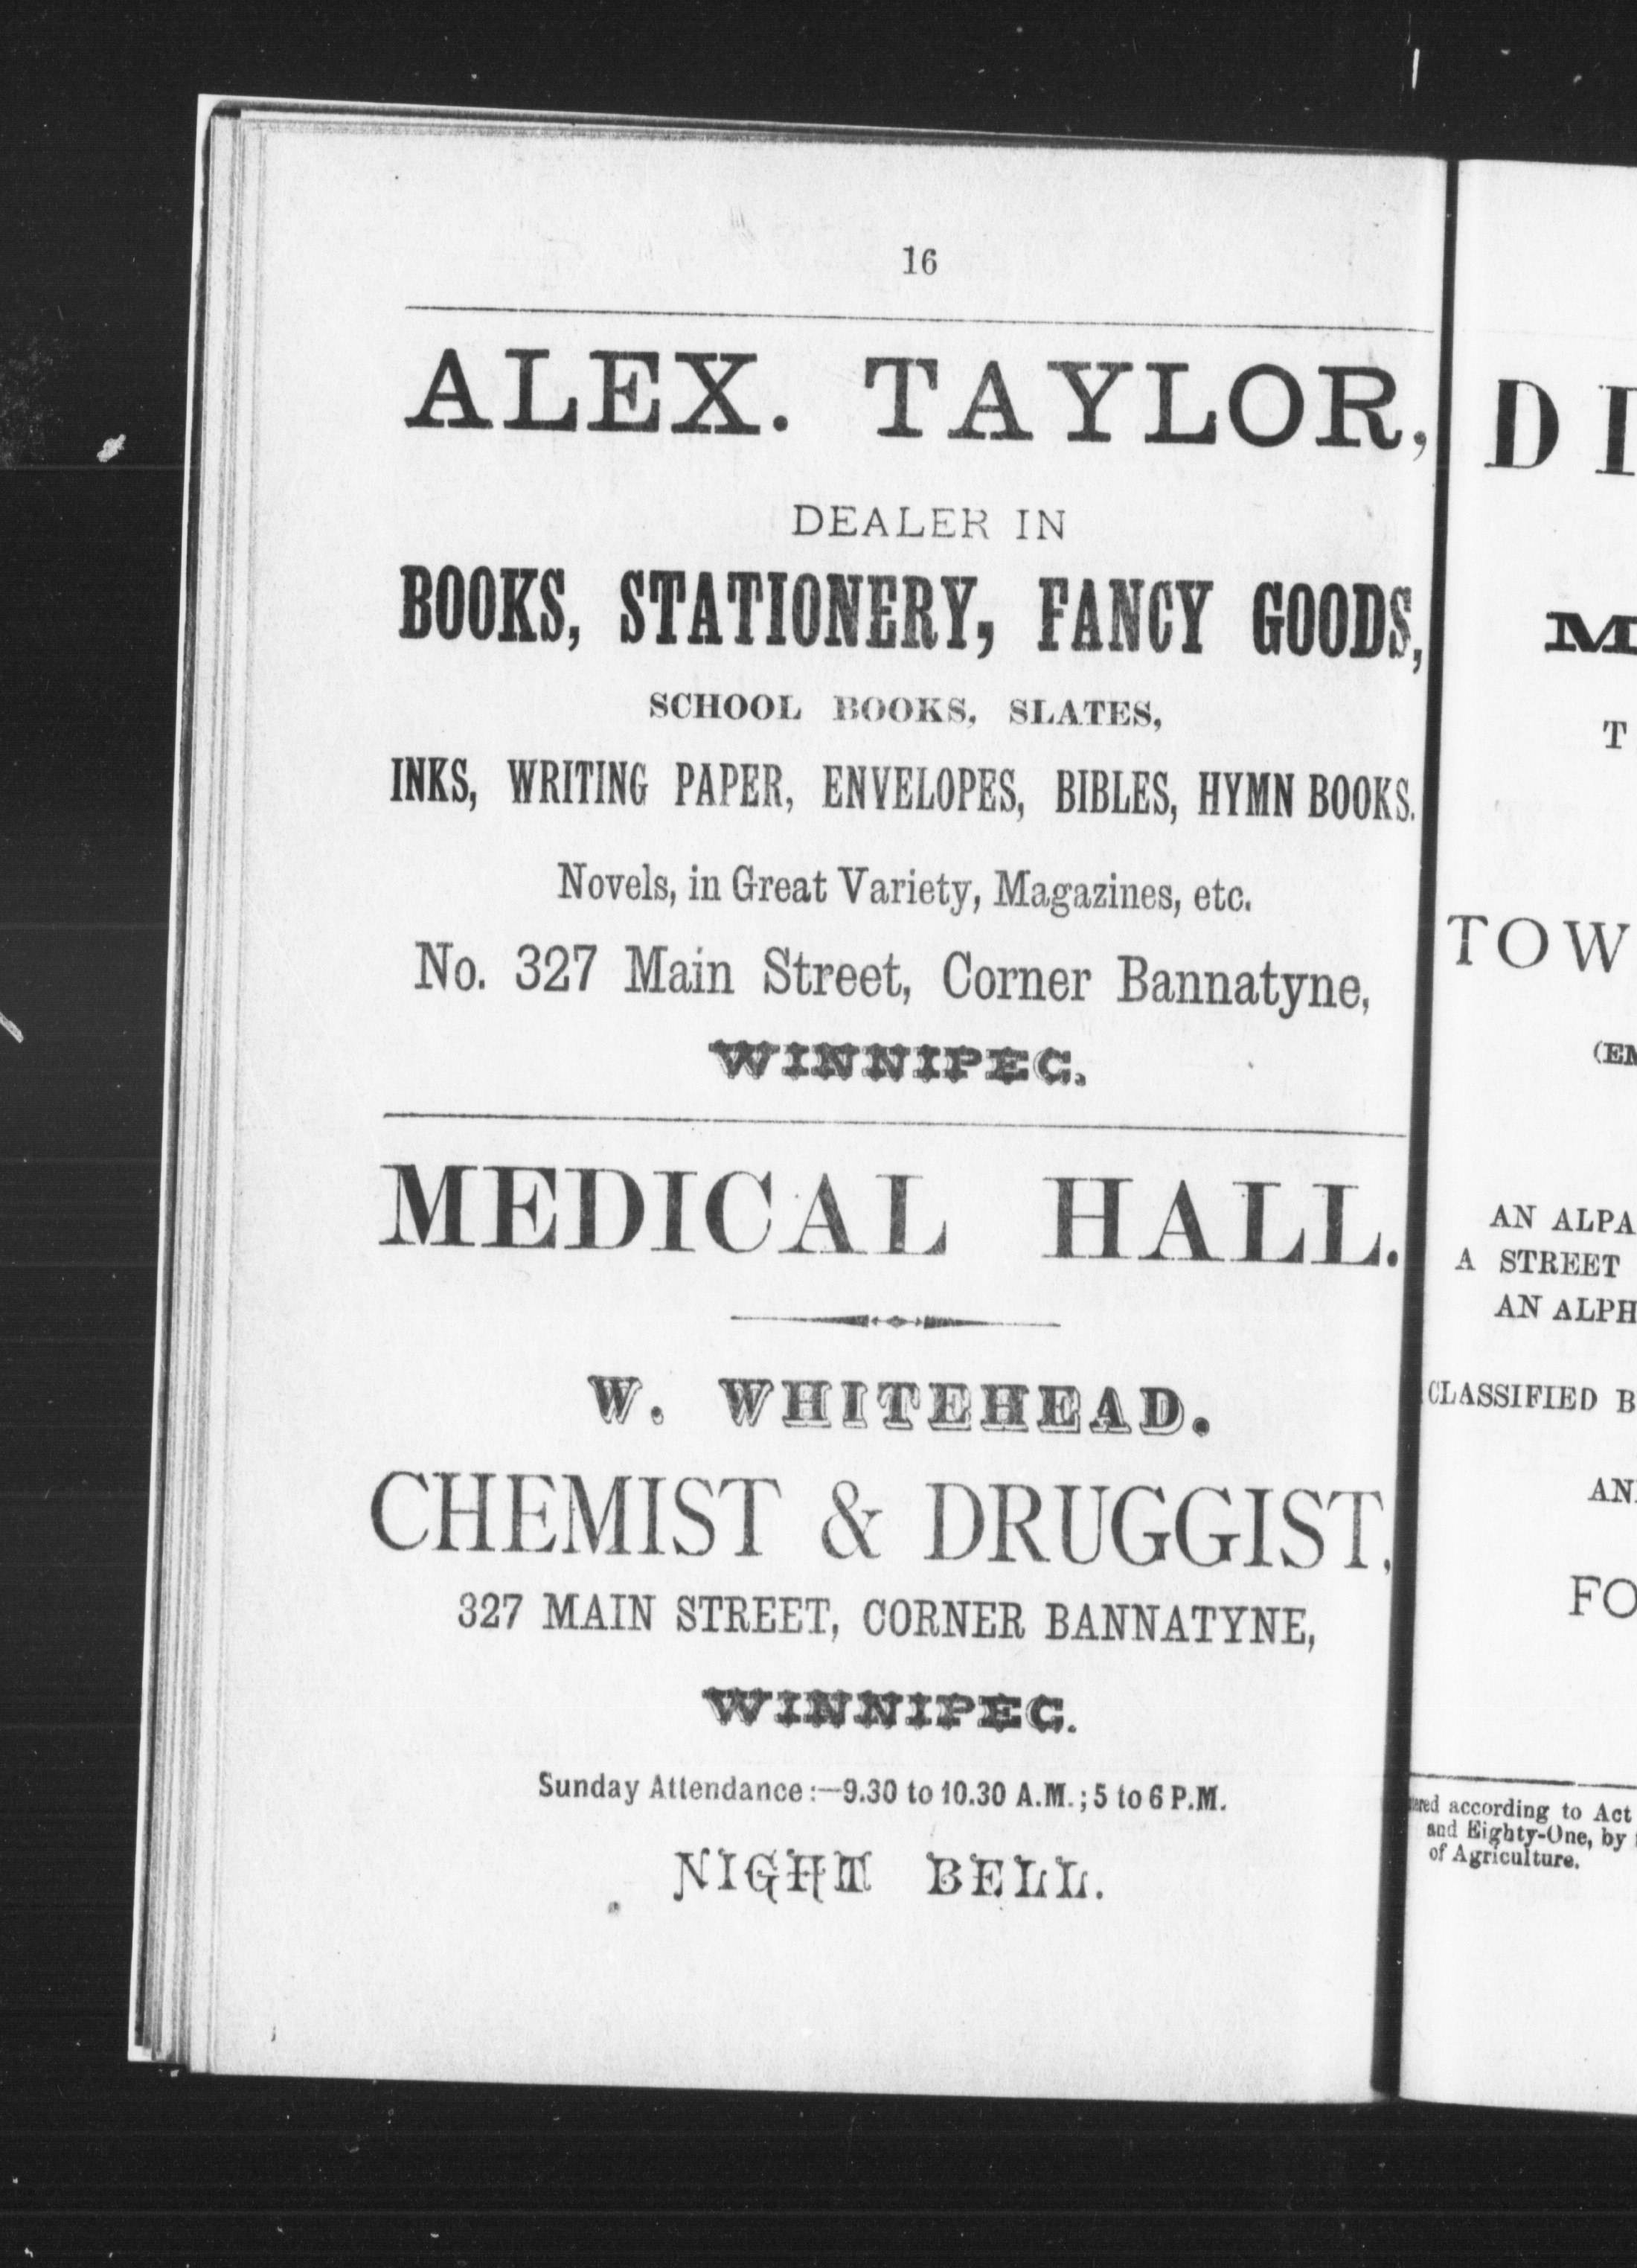 16
ALEX. TAYLOR,
DEALER IN
BOOKS, STATIONERY, FANCY GOODS,
SCHOOL BOOKS, SLATES,
INKS, WRITING PAPER, ENVELOPES, BIBLES, HYMN BOOKS.
Novels, in Great Variety, Magazines, etc.
No. 327 Main Street, Corner Bannatyne,
WINNIPEG.
MEDICAL HALL.
W. WHITEHEAD.
CHEMIST & DRUGGIST,
327 MAIN STREET, CORNER BANNATYNE,
WINNIPEG.
Sunday Attendance:—9.30 to 10.30 A.M.; 5 to 6 P.M.
NIGHT BELL.
DI
M
T
TOW
(EM
AN ALPA
A STREET
AN ALPH
CLASSIFIED B
AN
FO
according to Act
and Eighty-One, by
of Agriculture.